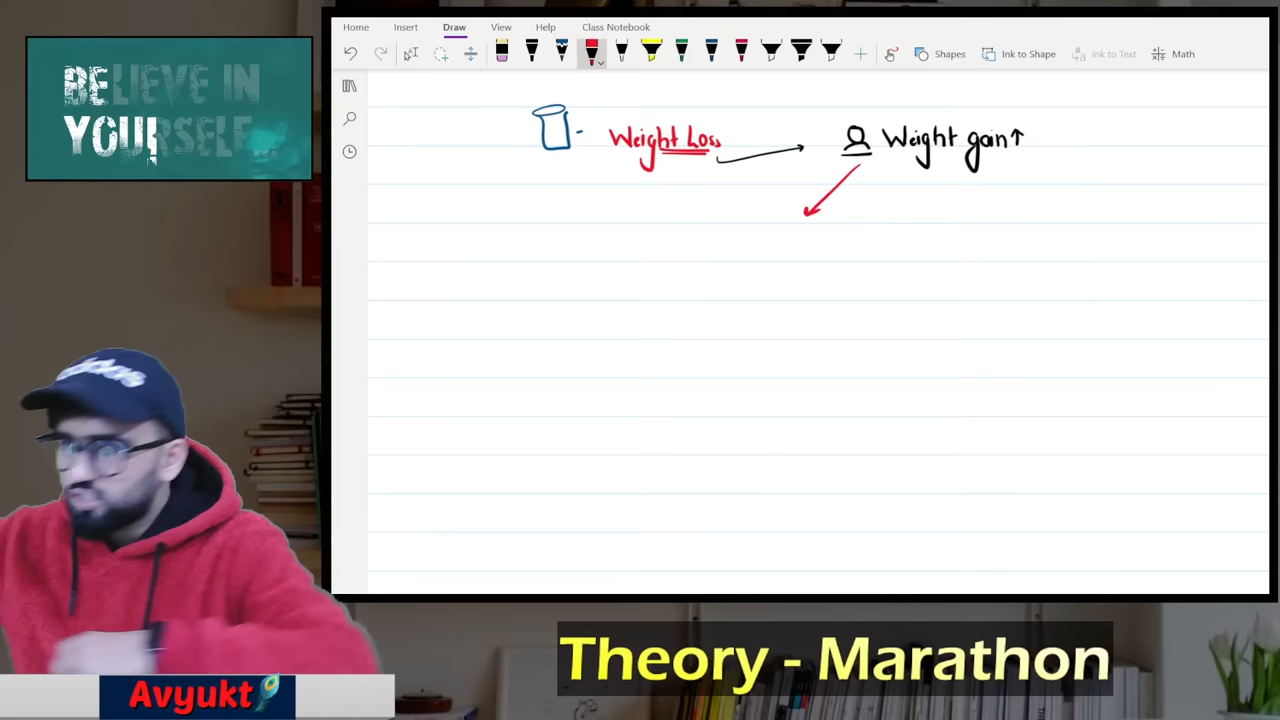 Home Insert Draw View Help Class Notebook
Shapes Ink to Shape Ink to Text Math
BELIEVE IN
YOURSELF...
Weight Loss
Weight gain↑
adidas
Theory - Marathon
Avyukt